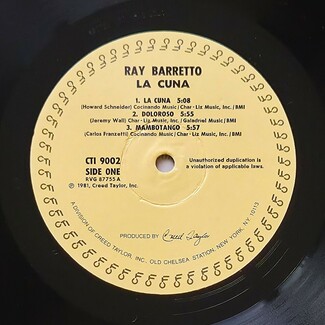 RAY BARRETTO
LA CUNA
1. LA CUNA 5:08
(Howard Schneider) Cocinando Music/Char-Liz Music, Inc./BMI
2. DOLOROSO 5:55
(Jeremy Wall) Char-Liz Music, Inc./Galadriel Music/BMI
3. MAMBOTANGO 5:57
(Carlos Franzetti) Cocinando Music/Char-Liz Music, Inc./BMI
CTI 9002
SIDE ONE
RVG 87755 A
℗ 1981, Creed Taylor, Inc.
Unauthorized duplication is
a violation of applicable laws.
PRODUCED BY Creed Taylor
A DIVISION OF CREED TAYLOR, INC., OLD CHELSEA STATION, NEW YORK, NY 10113